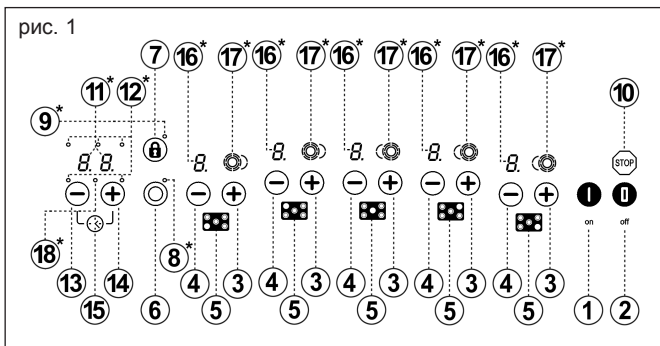 рис. 1
7 16* 17* 16* 17* 16* 17* 16* 17* 16* 17*
11* 12* 10
9*
8 8. 8. 8. 8. 8. 8. STOP
on off
18* 8*
13 14 4 3 4 3 4 3 4 3 4 3
15 6 5 5 5 5 5 1 2